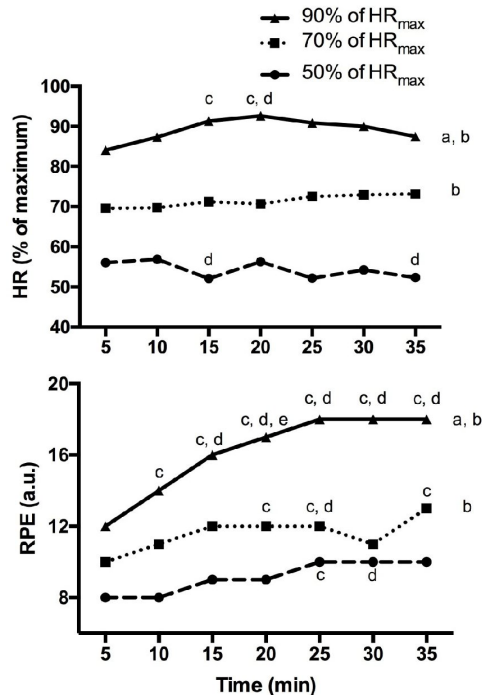 90% of HRmax
70% of HRmax
50% of HRmax
HR (% of maximum)
100
90
80
70
60
50
40
c
c, d
a, b
b
d
d
5 10 15 20 25 30 35
RPE (a.u.)
20
16
12
8
c
c, d
c, d, e
c, d
c, d
c, d
a, b
c
c, d
c
b
c
d
5 10 15 20 25 30 35
Time (min)